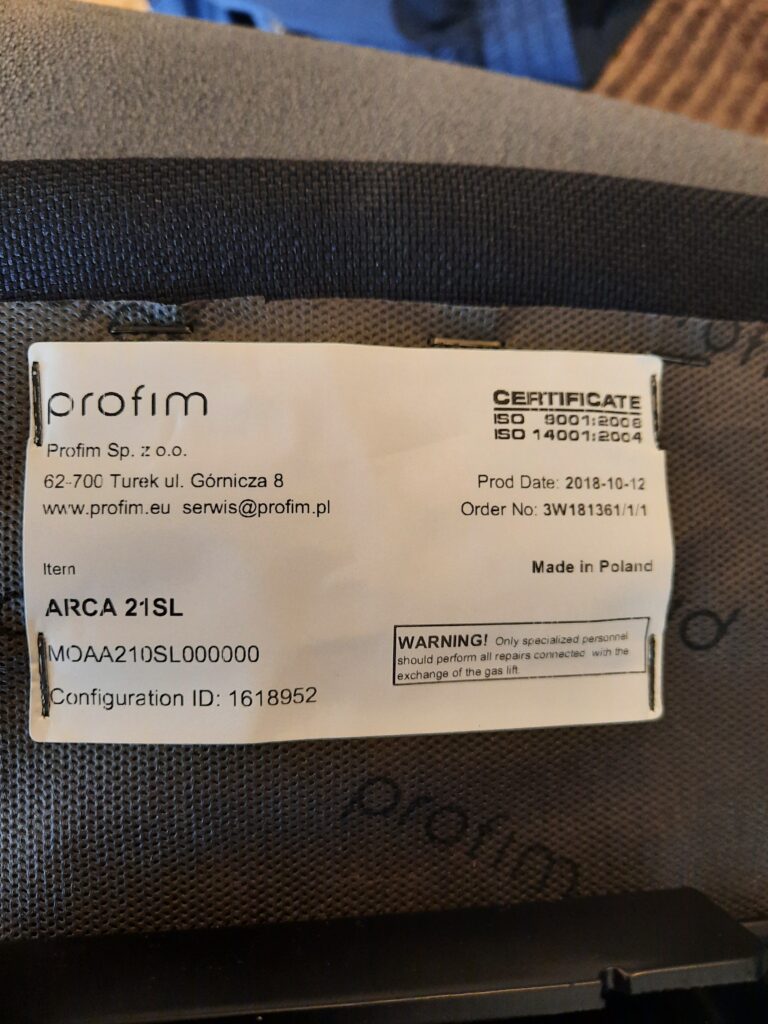 profim
CERTIFICATE
ISO 9001:2008
ISO 14001:2004
Profim Sp. z o.o.
62-700 Turek ul. Górnicza 8
www.profim.eu serwis@profim.pl
Prod Date: 2018-10-12
Order No: 3W181361/1/1
Item
Made in Poland
ARCA 21SL
MOAA210SL000000
Configuration ID: 1618952
WARNING! Only specialized personnel
should perform all repairs connected with the
exchange of the gas lift.
profim